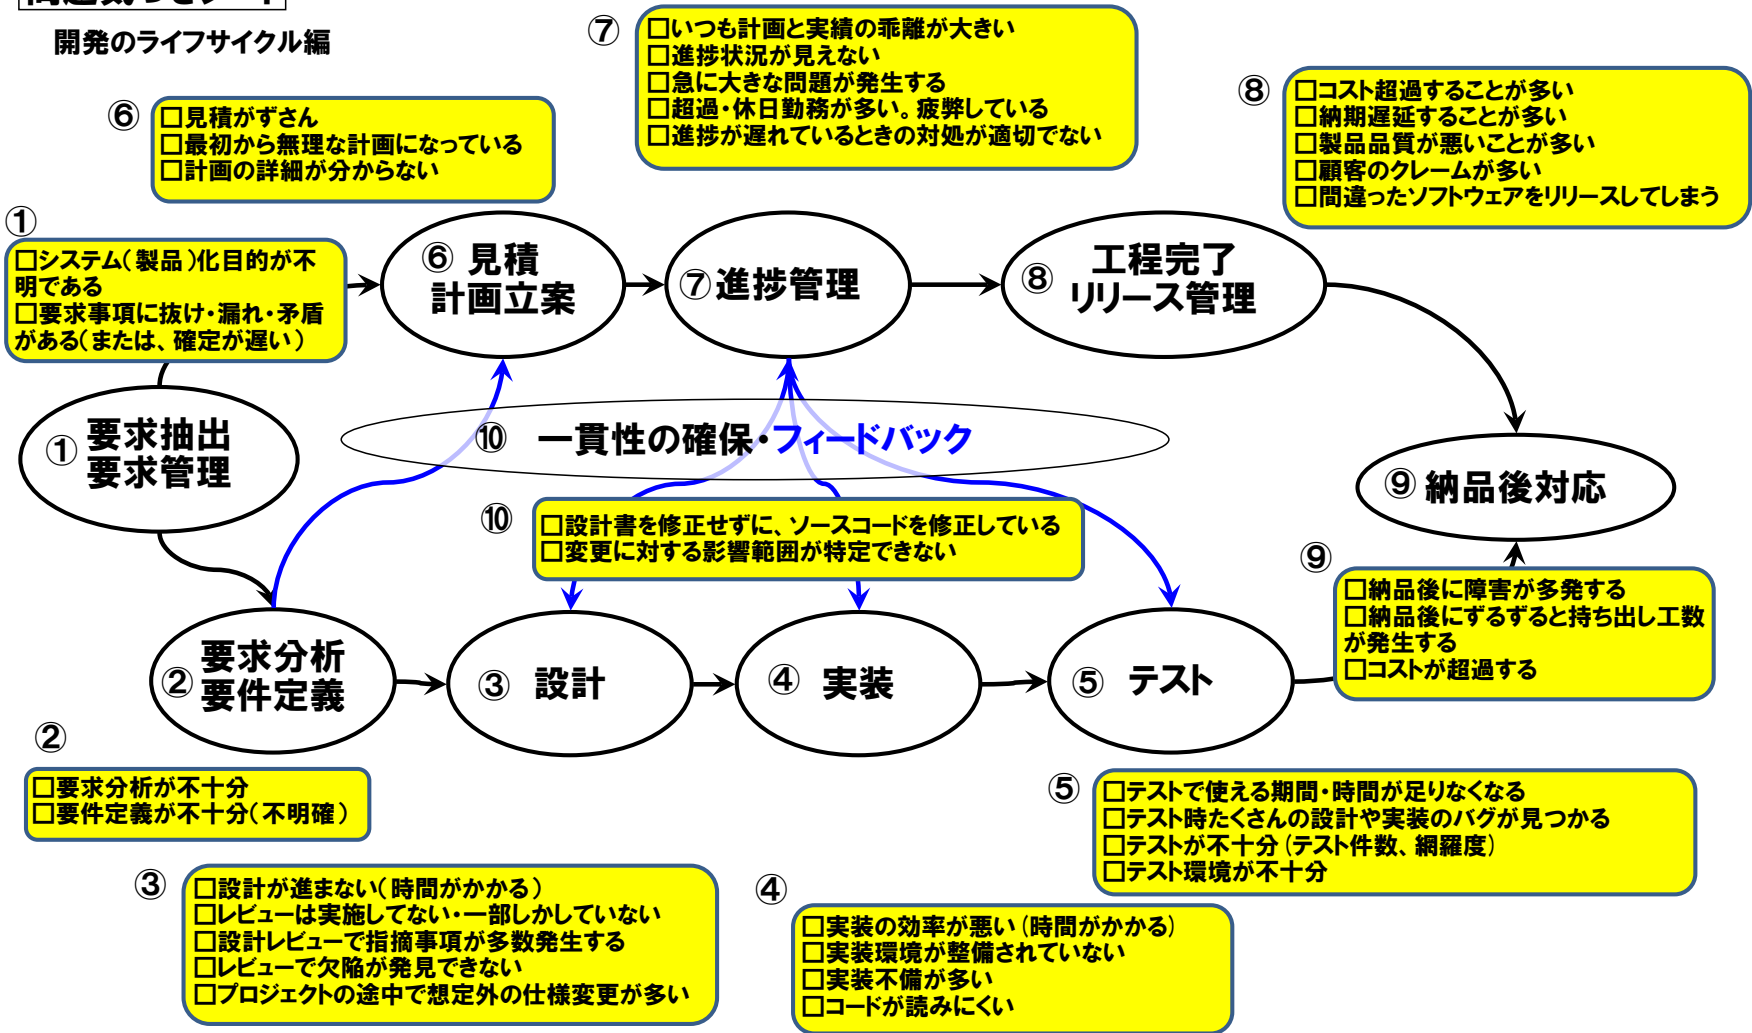 開発のライフサイクル編
⑦
□いつも計画と実績の乖離が大きい
□進捗状況が見えない
□急に大きな問題が発生する
□超過・休日勤務が多い。疲弊している
□進捗が遅れているときの対処が適切でない
⑥
□見積がずさん
□最初から無理な計画になっている
□計画の詳細が分からない
⑧
□コスト超過することが多い
□納期遅延することが多い
□製品品質が悪いことが多い
□顧客のクレームが多い
□間違ったソフトウェアをリリースしてしまう
①
□システム(製品)化目的が不
明である
□要求事項に抜け・漏れ・矛盾
がある(または、確定が遅い)
⑥ 見積
計画立案
⑦進捗管理
⑧ 工程完了
リリース管理
① 要求抽出
要求管理
⑩ 一貫性の確保・フィードバック
⑨ 納品後対応
⑩
□設計書を修正せずに、ソースコードを修正している
□変更に対する影響範囲が特定できない
⑨
□納品後に障害が多発する
□納品後にずるずると持ち出し工数
が発生する
□コストが超過する
② 要求分析
要件定義
③ 設計
④ 実装
⑤ テスト
②
□要求分析が不十分
□要件定義が不十分(不明確)
⑤
□テストで使える期間・時間が足りなくなる
□テスト時たくさんの設計や実装のバグが見つかる
□テストが不十分(テスト件数、網羅度)
□テスト環境が不十分
③
□設計が進まない(時間がかかる)
□レビューは実施してない・一部しかしていない
□設計レビューで指摘事項が多数発生する
□レビューで欠陥が発見できない
□プロジェクトの途中で想定外の仕様変更が多い
④
□実装の効率が悪い(時間がかかる)
□実装環境が整備されていない
□実装不備が多い
□コードが読みにくい